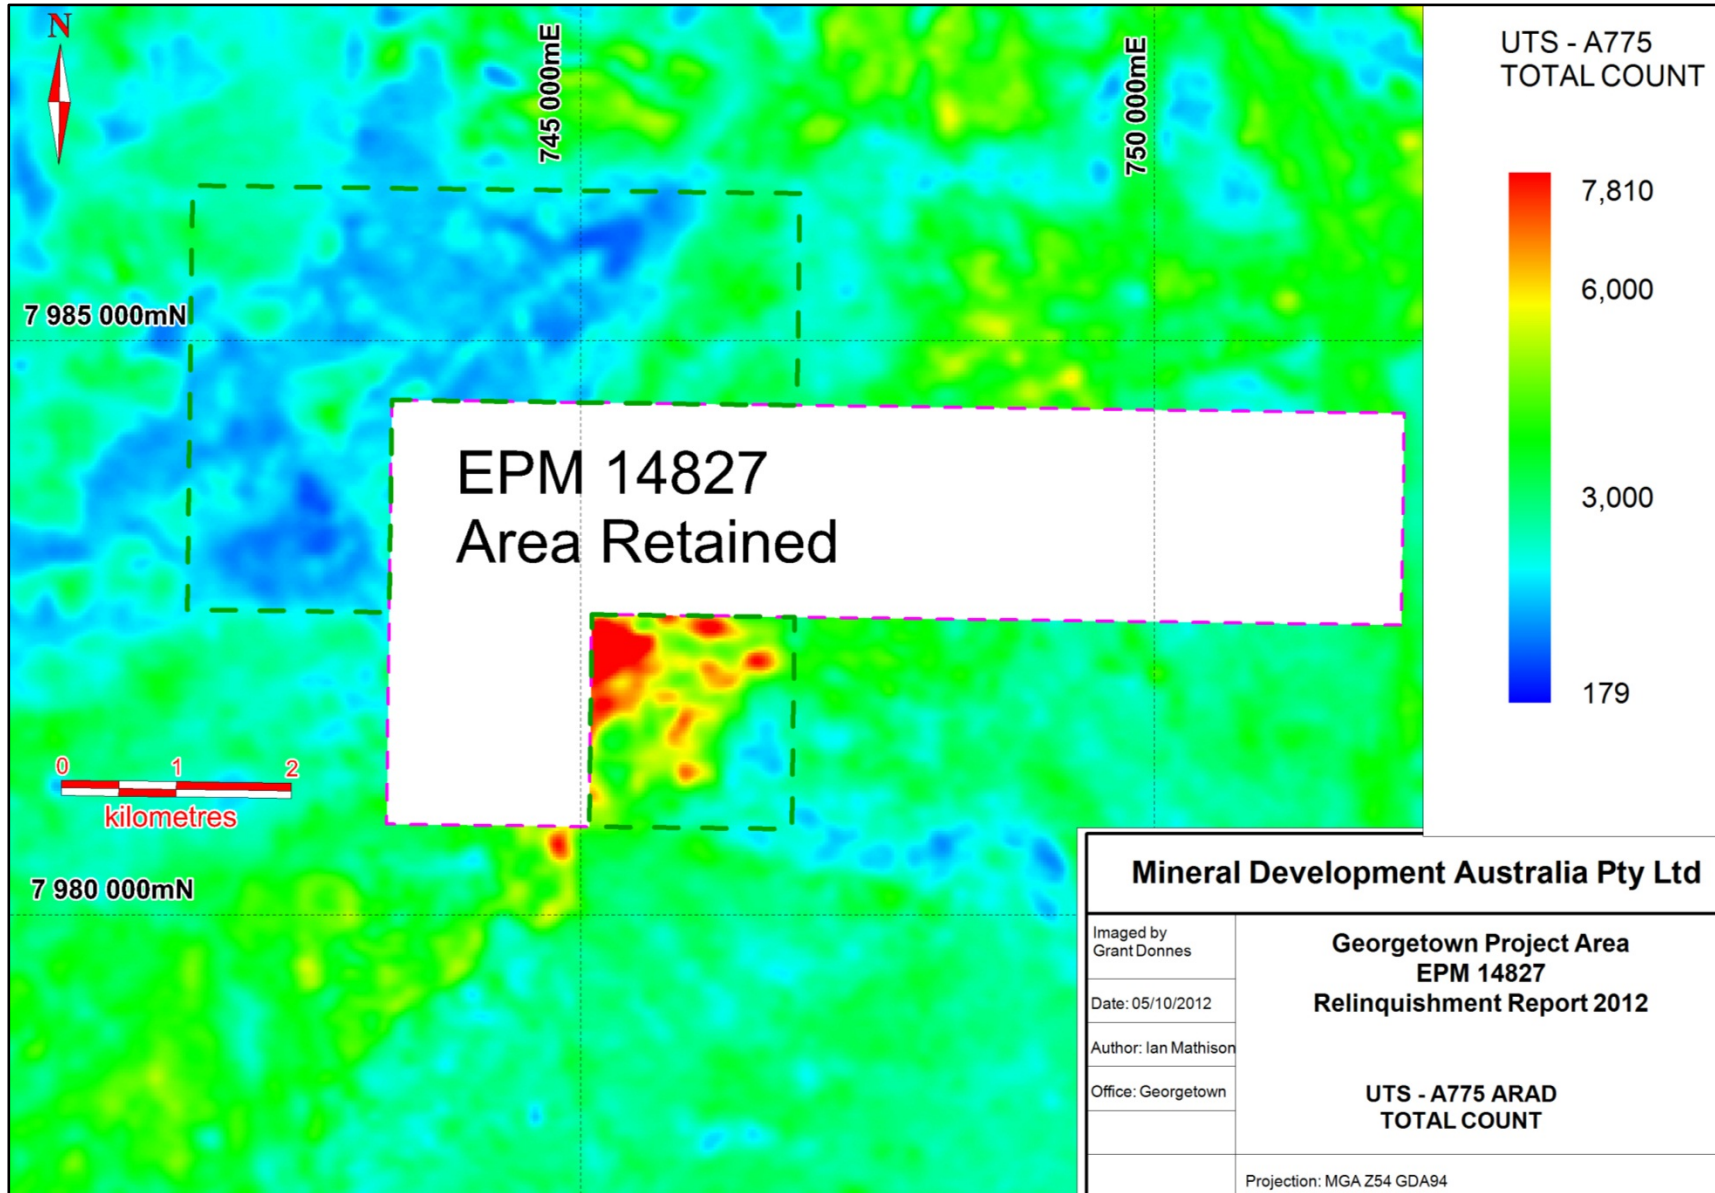 N
745 000mE
750 000mE
UTS - A775
TOTAL COUNT
7,810
6,000
3,000
179
7 985 000mN
EPM 14827
Area Retained
0 1 2
kilometres
7 980 000mN
Mineral Development Australia Pty Ltd
Imaged by
Grant Donnes
Date: 05/10/2012
Author: Ian Mathison
Office: Georgetown
Georgetown Project Area
EPM 14827
Relinquishment Report 2012
UTS - A775 ARAD
TOTAL COUNT
Projection: MGA Z54 GDA94